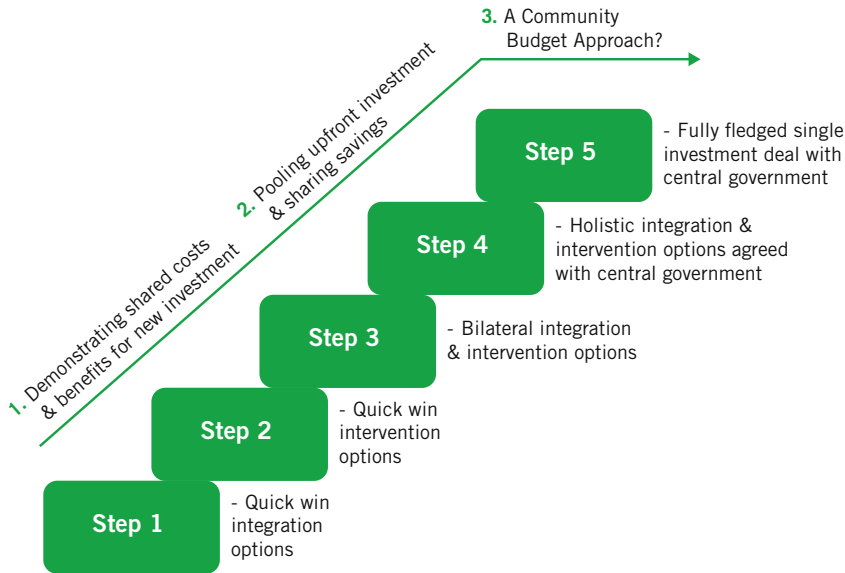 3. A Community
Budget Approach?
2. Pooling upfront investment
& sharing savings
1. Demonstrating shared costs
& benefits for new investment
Step 5
- Fully fledged single
investment deal with
central government
Step 4
- Holistic integration &
intervention options agreed
with central government
Step 3
- Bilateral integration
& intervention options
Step 2
- Quick win
intervention
options
Step 1
- Quick win
integration
options